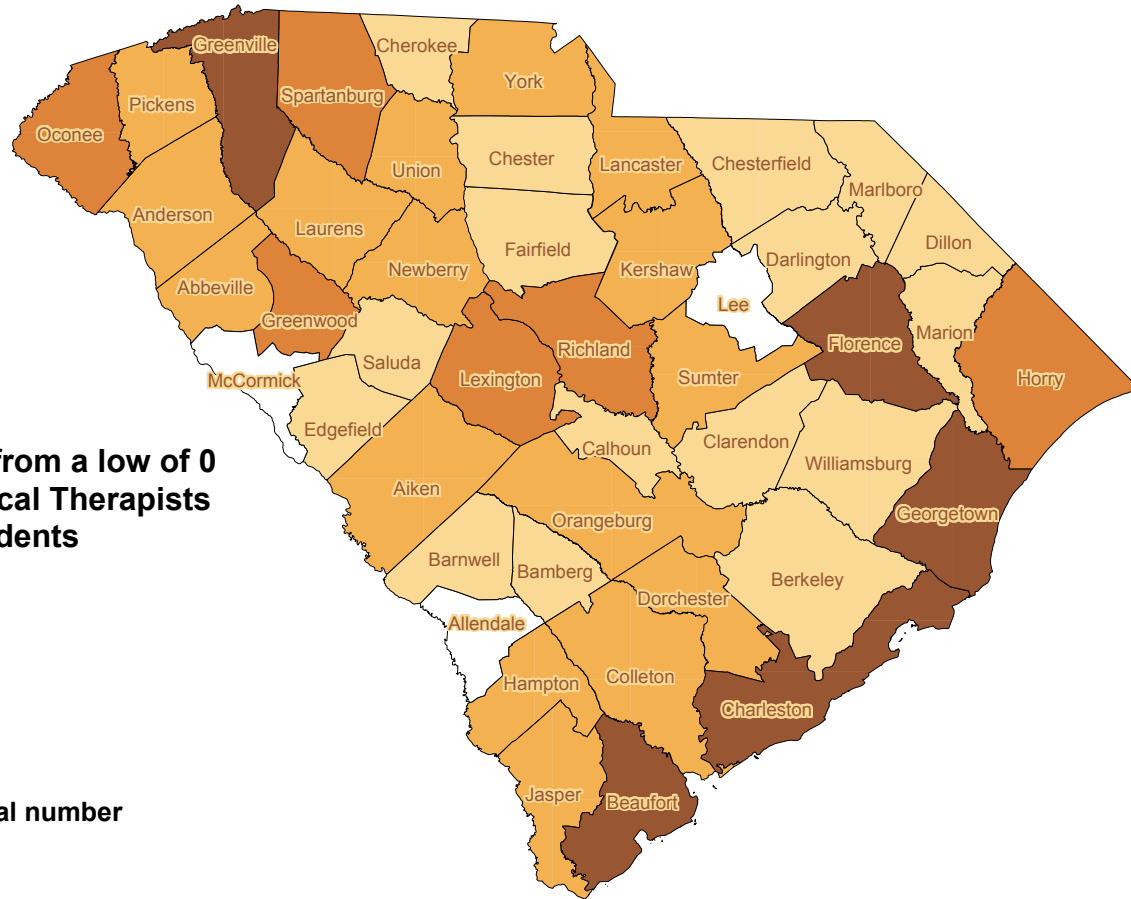 Greenville
Cherokee
York
Pickens
Spartanburg
Oconee
Chester
Union
Lancaster
Chesterfield
Marlboro
Anderson
Laurens
Fairfield
Dillon
Darlington
Newberry
Kershaw
Abbeville
Lee
Greenwood
Marion
Florence
Richland
Saluda
McCormick
Lexington
Sumter
Horry
Edgefield
Clarendon
Calhoun
Williamsburg
from a low of 0
Aiken
cal Therapists
Georgetown
Orangeburg
dents
Barnwell
Bamberg
Berkeley
Dorchester
Allendale
Colleton
Hampton
Charleston
Jasper
Beaufort
al number